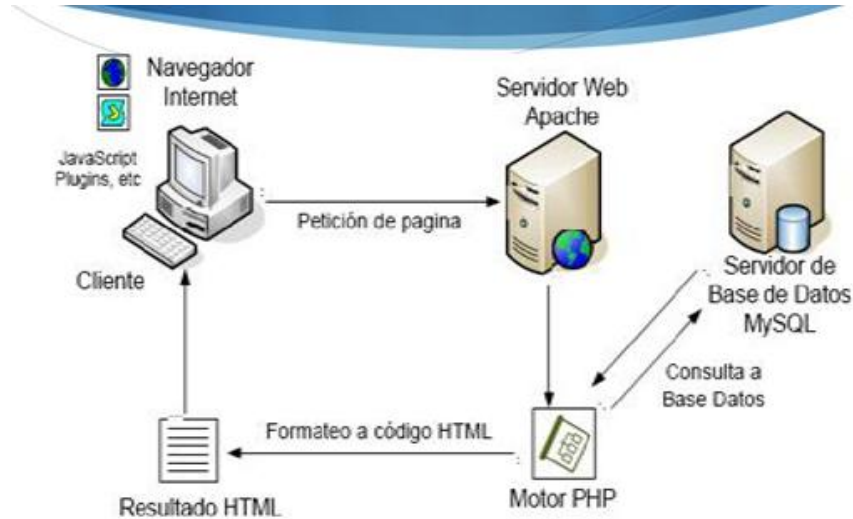 Navegador
Internet
JavaScript
Plugins, etc
Cliente
Petición de pagina
Servidor Web
Apache
Servidor de
Base de Datos
MySQL
Consulta a
Base Datos
Formateo a código HTML
Resultado HTML
Motor PHP